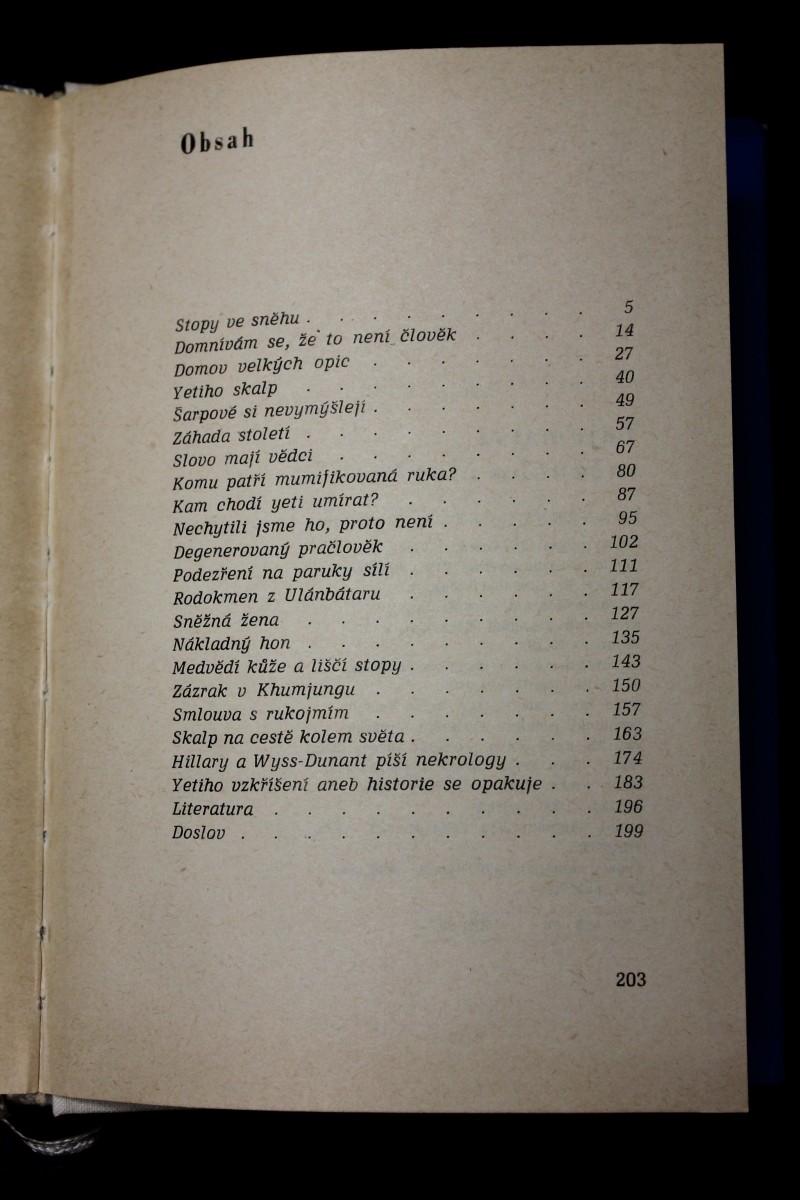 Obsah
Stopy ve sněhu . . . . . . . . . 5
Domnívám se, že to není člověk . . . . 14
Domov velkých opic . . . . . . . 27
Yetiho skalp . . . . . . . . . 40
Šarpové si nevymýšlejí . . . . . . . 49
Záhada století . . . . . . . . . 57
Slovo mají vědci . . . . . . . . 67
Komu patří mumifikovaná ruka? . . . . 80
Kam chodí yeti umírat? . . . . . . 87
Nechytili jsme ho, proto není . . . . . 95
Degenerovaný pračlověk . . . . . . 102
Podezření na paruky sílí . . . . . . 111
Rodokmen z Ulánbátaru . . . . . . 117
Sněžná žena . . . . . . . . . 127
Nákladný hon . . . . . . . . . 135
Medvědí kůže a liščí stopy . . . . . . 143
Zázrak v Khumjungu . . . . . . . 150
Smlouva s rukojmím . . . . . . . 157
Skalp na cestě kolem světa . . . . . . 163
Hillary a Wyss-Dunant píší nekrology . . . 174
Yetiho vzkříšení aneb historie se opakuje . . 183
Literatura . . . . . . . . . . 196
Doslov . . . . . . . . . . . 199
203